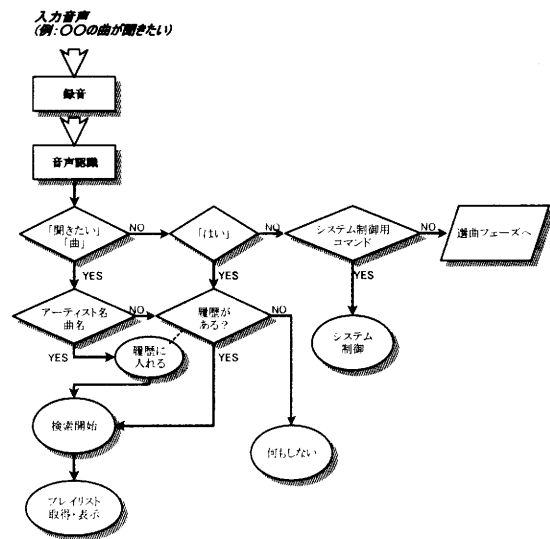 入力音声
(例:〇〇の曲が聞きたい)
録音
音声認識
「聞きたい」
「曲」
NO
「はい」
NO
システム制御用
コマンド
NO
選曲フェーズへ
YES
YES
YES
アーティスト名
曲名
NO
履歴が
ある?
NO
システム
制御
YES
履歴に
入れる
YES
検索開始
何もしない
プレイリスト
取得・表示